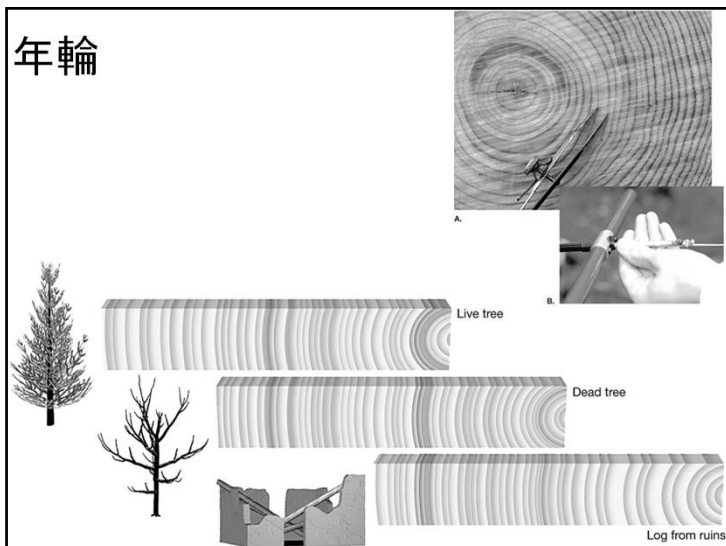 年輪
A.
B.
Live tree
Dead tree
Log from ruins